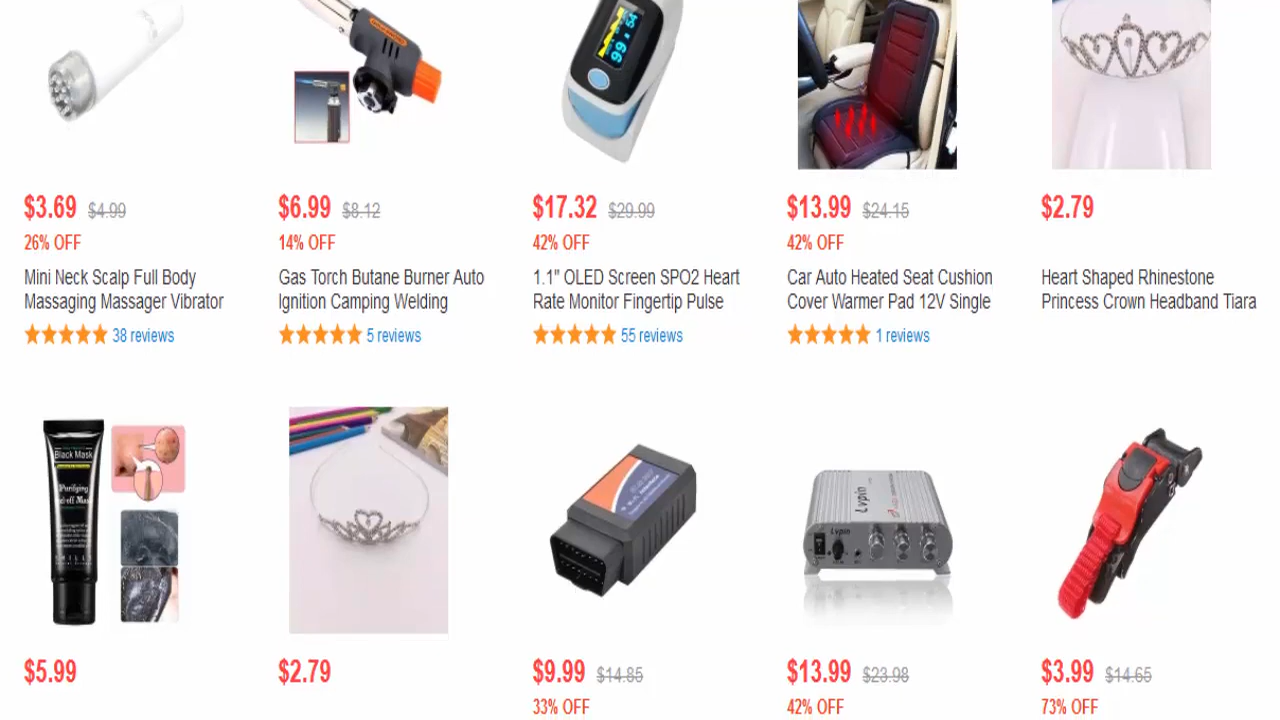 99
$3.69 $4.99
26% OFF
Mini Neck Scalp Full Body
Massaging Massager Vibrator
38 reviews
$6.99 $8.12
14% OFF
Gas Torch Butane Burner Auto
Ignition Camping Welding
5 reviews
$17.32 $29.99
42% OFF
1.1" OLED Screen SPO2 Heart
Rate Monitor Fingertip Pulse
55 reviews
$13.99 $24.15
42% OFF
Car Auto Heated Seat Cushion
Cover Warmer Pad 12V Single
1 reviews
$2.79
Heart Shaped Rhinestone
Princess Crown Headband Tiara
Black Mask
Purifying
$5.99
$2.79
$9.99 $14.85
33% OFF
Lvpin
Lvpin
$13.99 $23.98
42% OFF
$3.99 $14.65
73% OFF